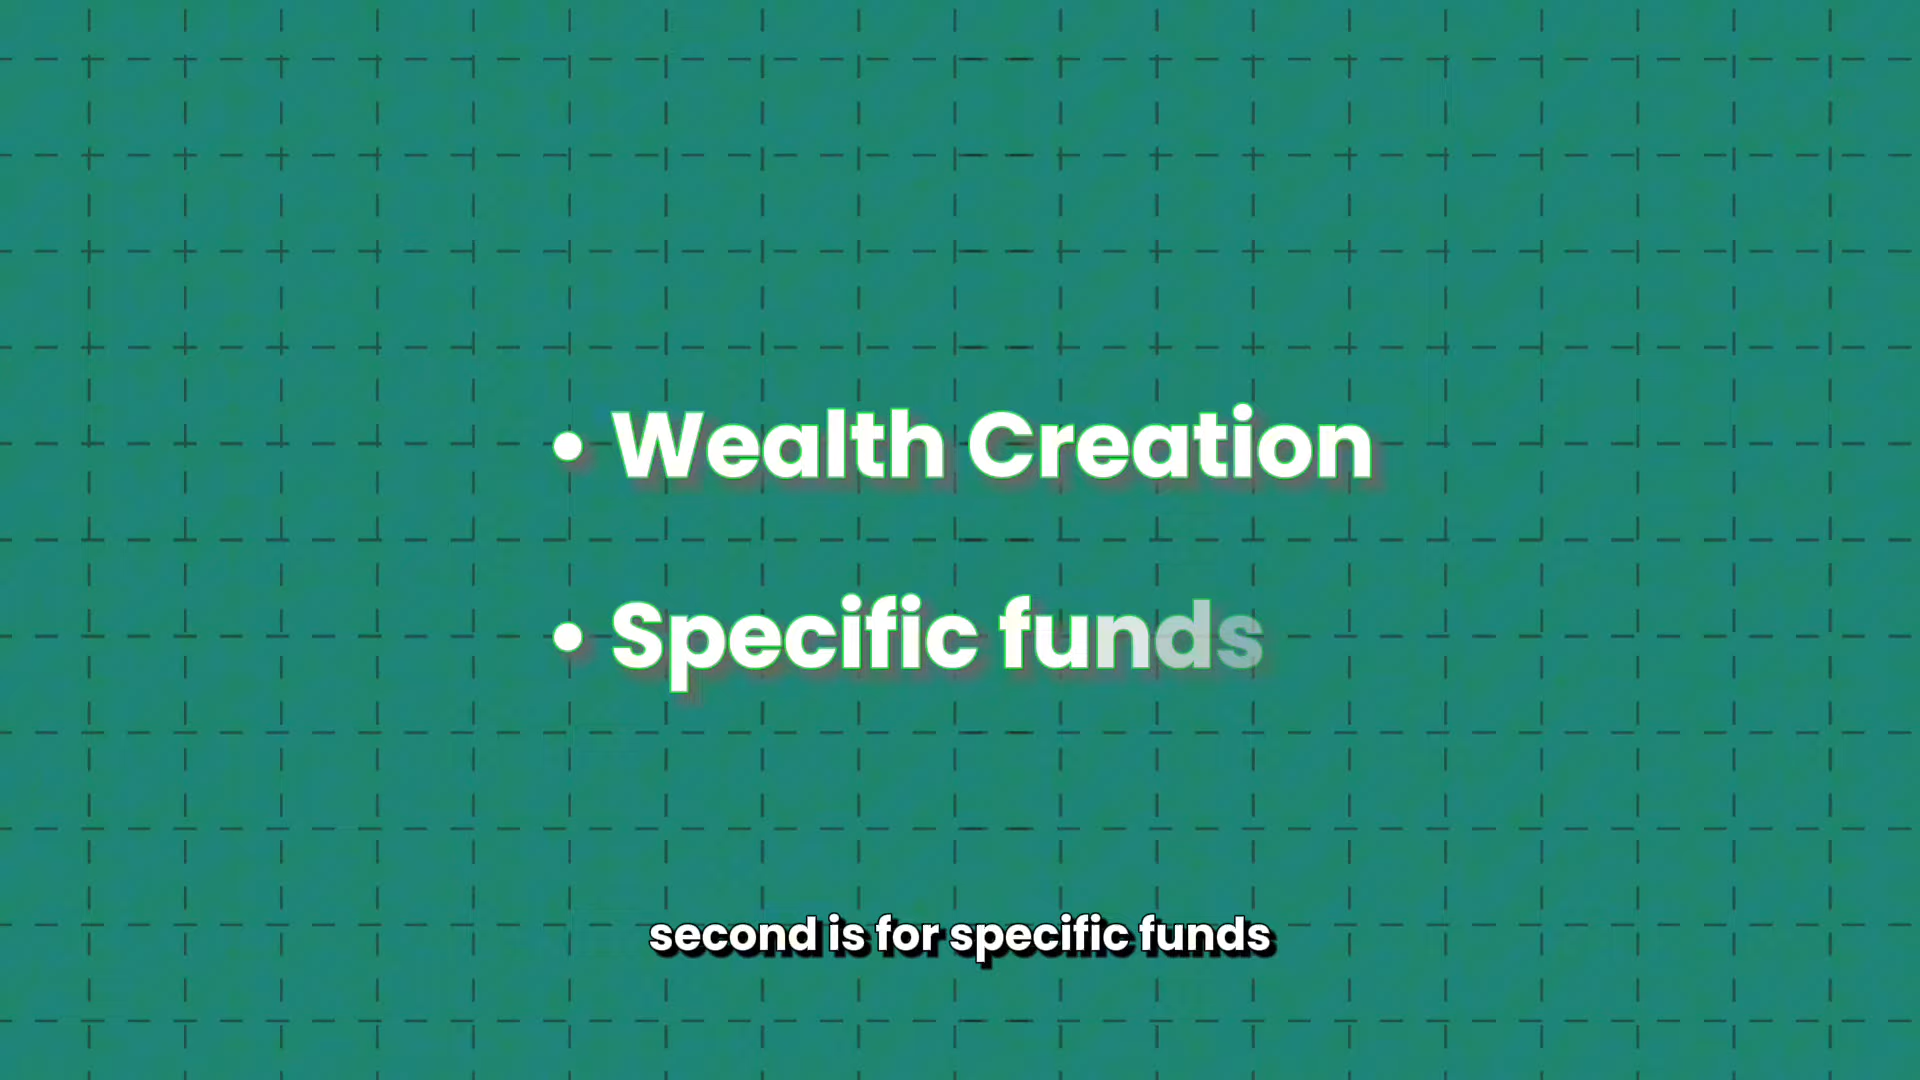 • Wealth Creation
• Specific funds
second is for specific funds